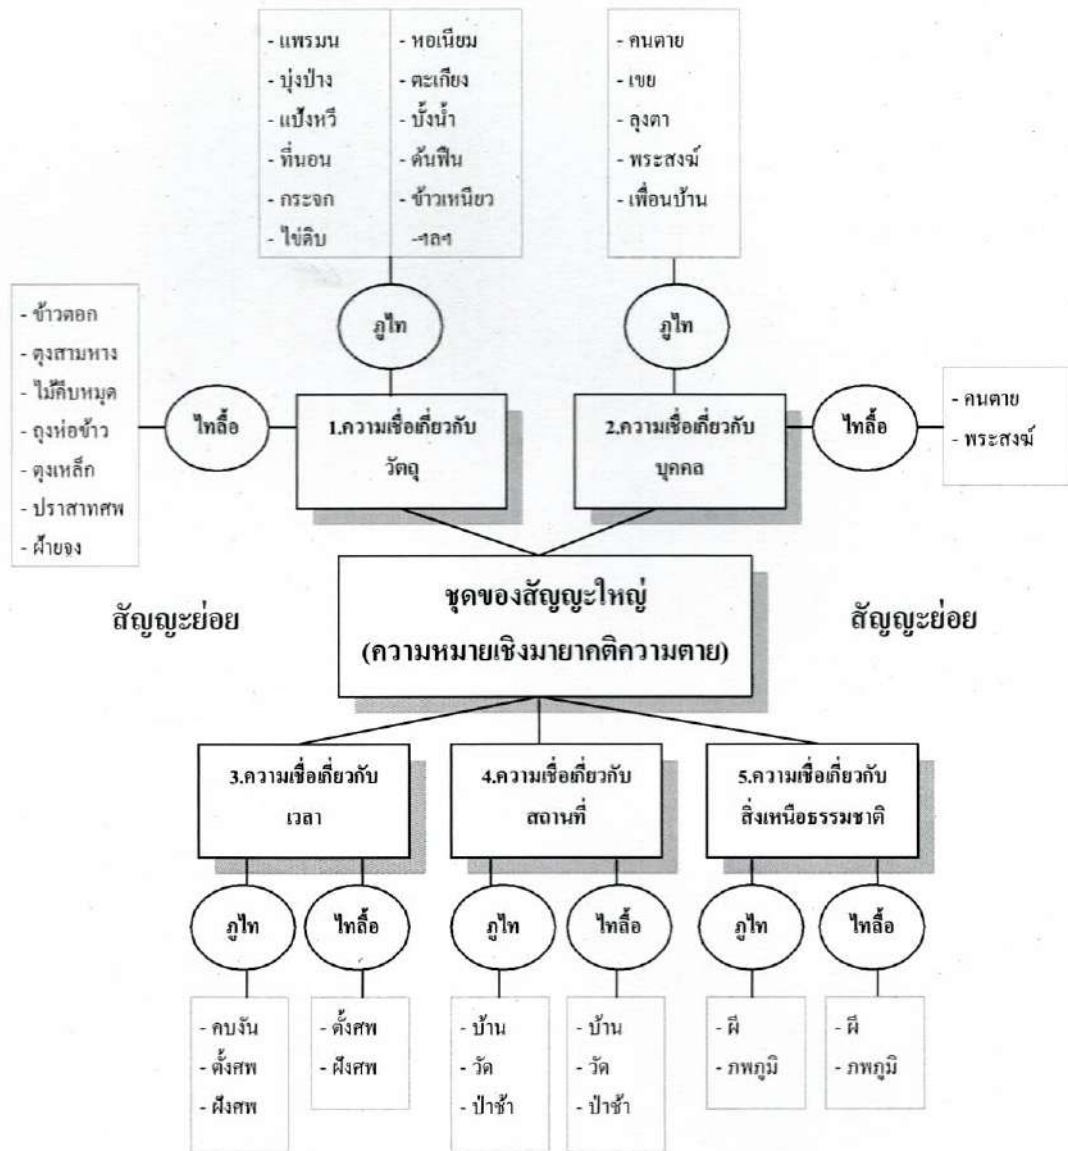 - แพรมน
- บุ่งป่าง
- แป้งหวี
- ที่นอน
- กระจก
- ไข่ดิบ
- หอเนียม
- ตะเกียง
- บั้งน้ำ
- ด้นฟืน
- ข้าวเหนียว
-ฯลฯ
- คนตาย
- เขย
- ลุงตา
- พระสงฆ์
- เพื่อนบ้าน
ภูไท
ภูไท
- ข้าวตอก
- ตุงสามหาง
- ไม้คีบหมุด
- ถุงห่อข้าว
- ตุงเหล็ก
- ปราสาทศพ
- ฝ้ายจง
ไทลื้อ
1.ความเชื่อเกี่ยวกับ
วัตถุ
2.ความเชื่อเกี่ยวกับ
บุคคล
ไทลื้อ
- คนตาย
- พระสงฆ์
สัญญะย่อย
ชุดของสัญญะใหญ่
(ความหมายเชิงมายาคติความตาย)
สัญญะย่อย
3.ความเชื่อเกี่ยวกับ
เวลา
4.ความเชื่อเกี่ยวกับ
สถานที่
5.ความเชื่อเกี่ยวกับ
สิ่งเหนือธรรมชาติ
ภูไท
ไทลื้อ
ภูไท
ไทลื้อ
ภูไท
ไทลื้อ
- คบงัน
- ตั้งศพ
- ฝังศพ
- ตั้งศพ
- ฝังศพ
- บ้าน
- วัด
- ป่าช้า
- บ้าน
- วัด
- ป่าช้า
- ผี
- ภพภูมิ
- ผี
- ภพภูมิ